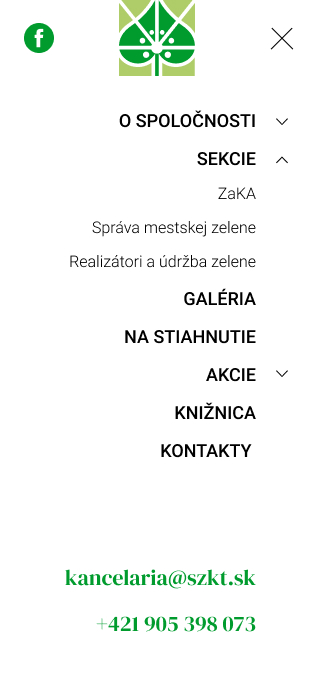 O SPOLOČNOSTI
SEKCIE
ZaKA
Správa mestskej zelene
Realizátori a údržba zelene
GALÉRIA
NA STIAHNUTIE
AKCIE
KNIŽNICA
KONTAKTY
kancelaria@szkt.sk
+421 905 398 073